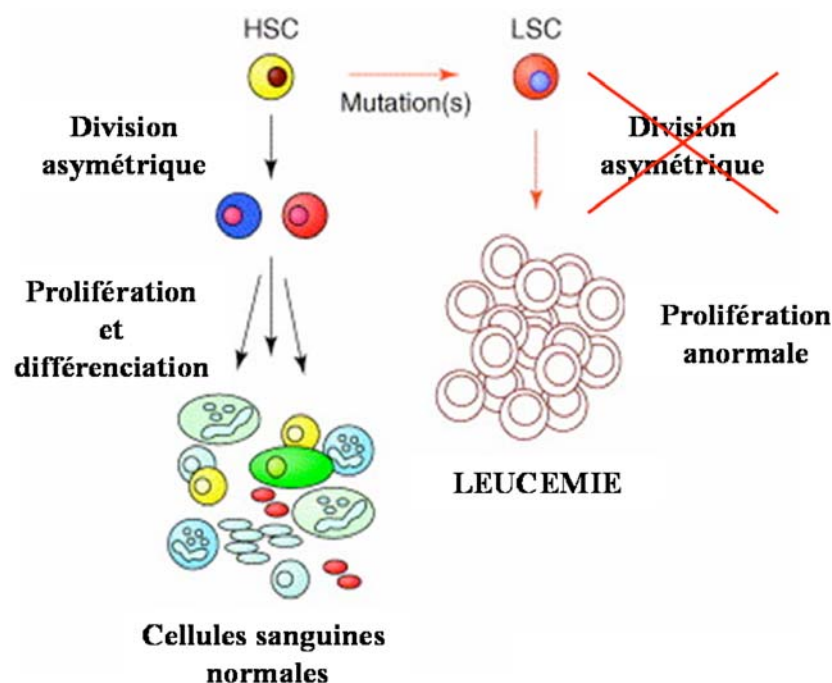 HSC
LSC
Mutation(s)
Division
asymétrique
Division
asymétrique
Prolifération
et
différenciation
Prolifération
anormale
LEUCEMIE
Cellules sanguines
normales